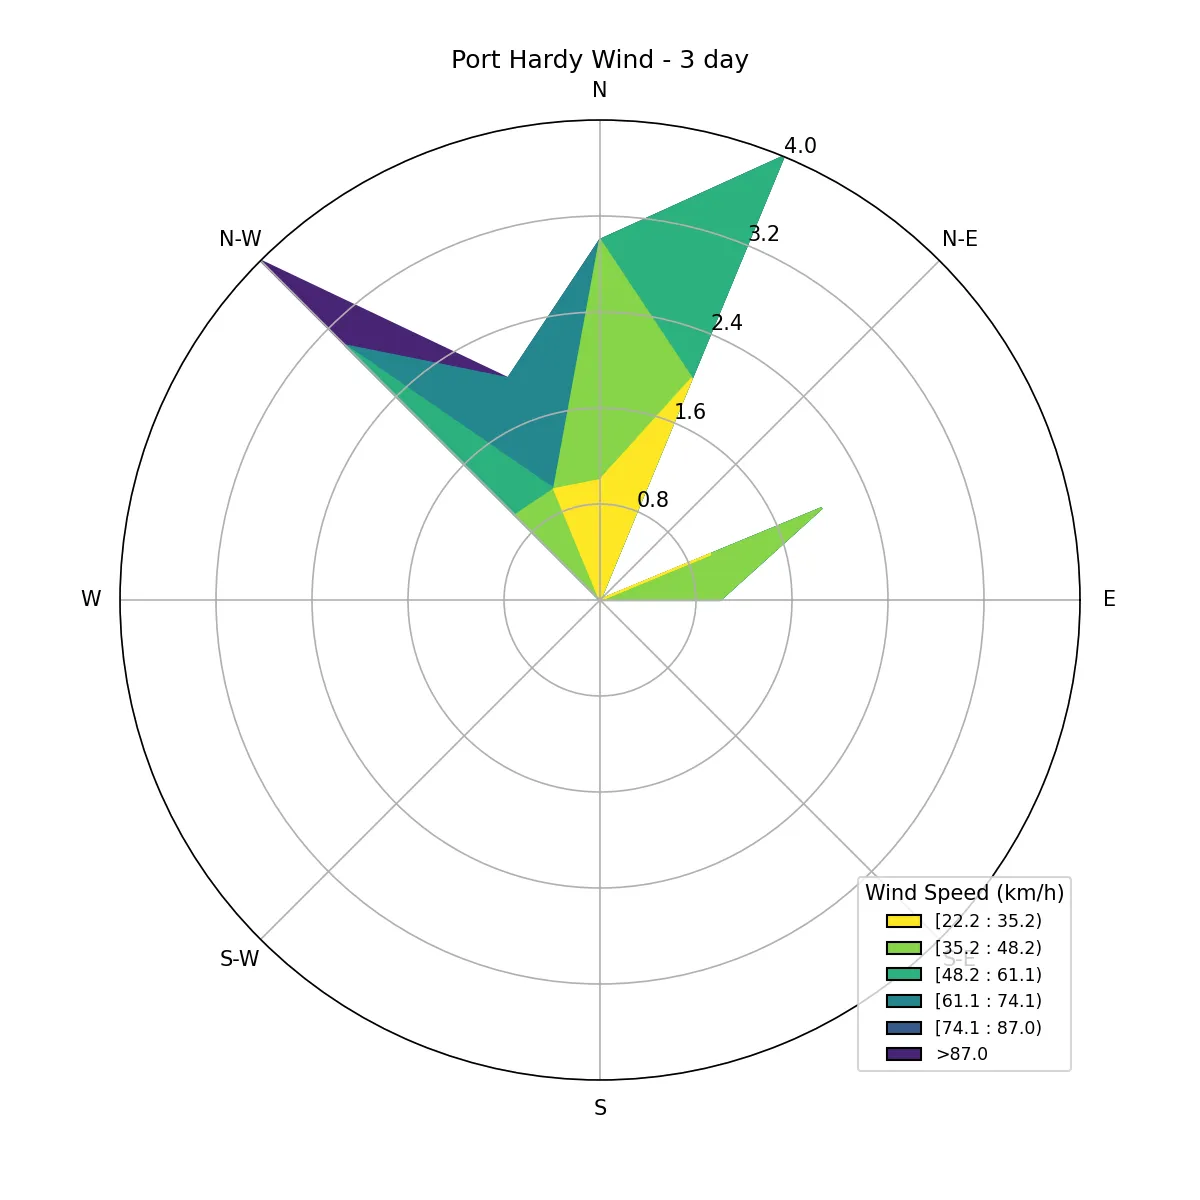 Port Hardy Wind - 3 day
N
4.0
N-W
3.2
N-E
2.4
1.6
0.8
W
E
Wind Speed (km/h)
[22.2 : 35.2)
[35.2 : 48.2)
S-W
S-E
[48.2 : 61.1)
[61.1 : 74.1)
[74.1 : 87.0)
>87.0
S